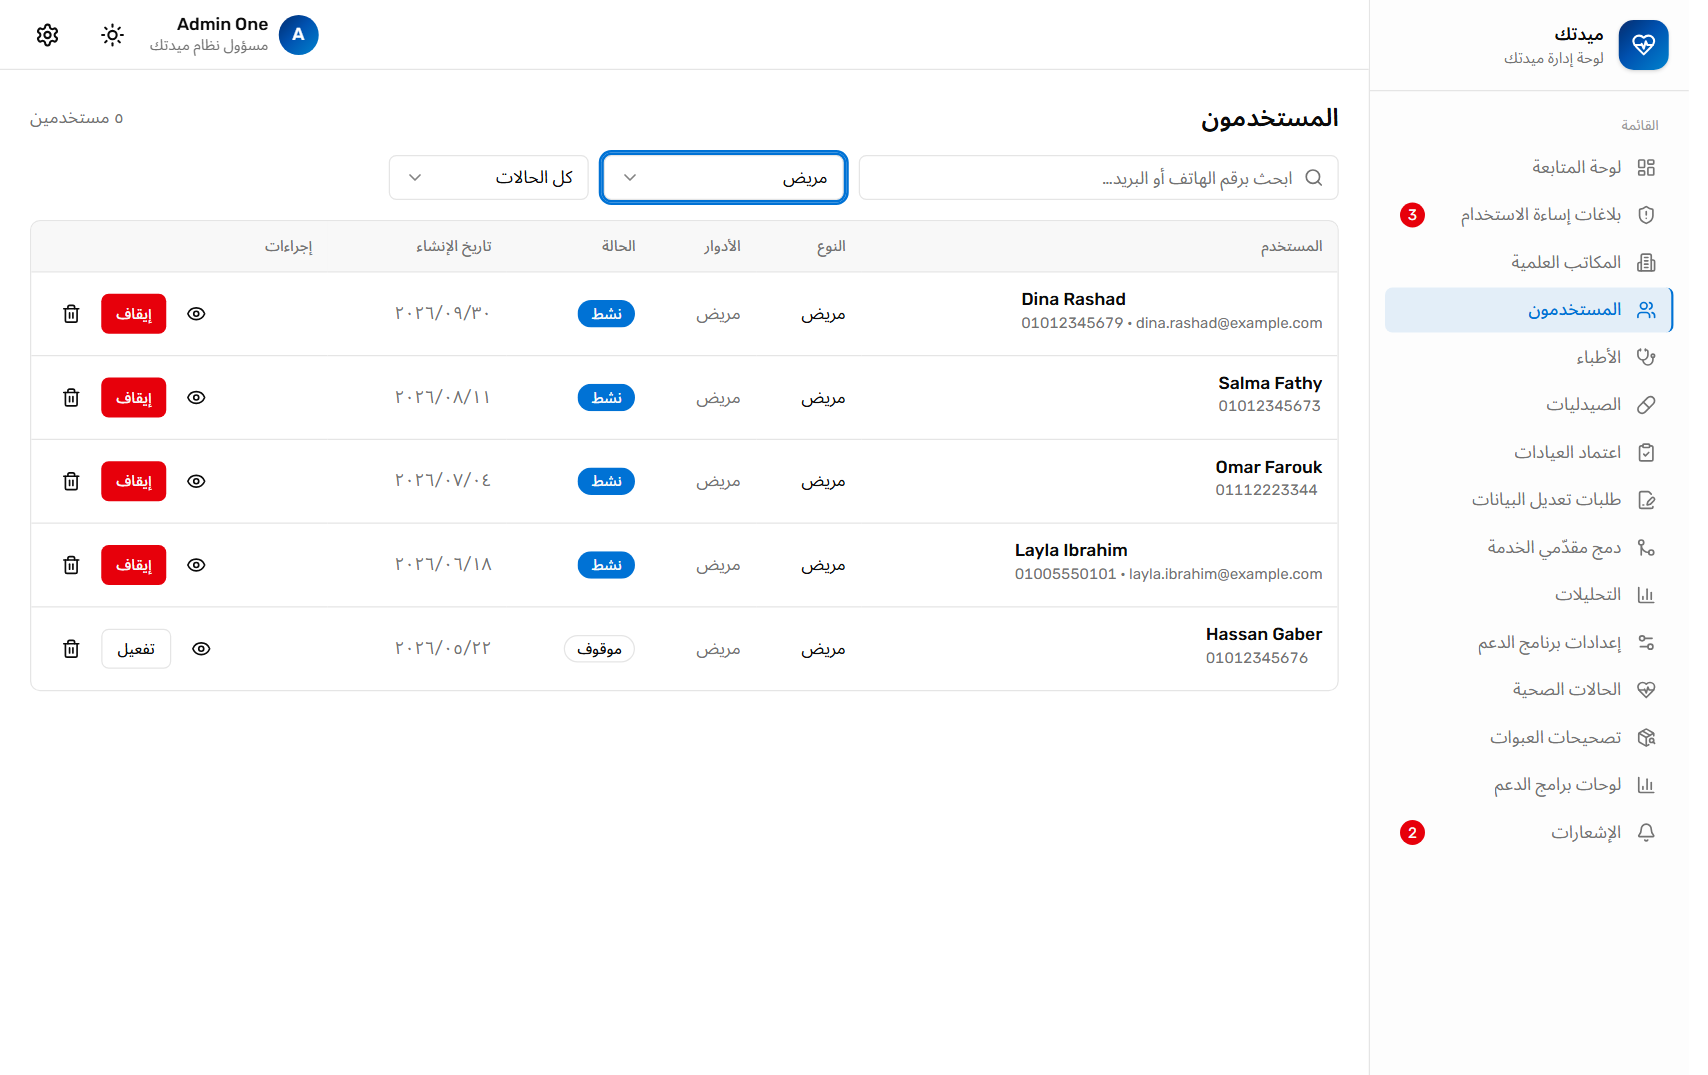 ميدتك
لوحة إدارة ميدتك
القائمة
لوحة المتابعة
بلاغات إساءة الاستخدام
3
المكاتب العلمية
المستخدمون
الأطباء
الصيدليات
اعتماد العيادات
طلبات تعديل البيانات
دمج مقدّمي الخدمة
التحليلات
إعدادات برنامج الدعم
الحالات الصحية
تصحيحات العبوات
لوحات برامج الدعم
الإشعارات
2
A
Admin One
مسؤول نظام ميدتك
المستخدمون
٥ مستخدمين
ابحث برقم الهاتف أو البريد...
مريض
كل الحالات
المستخدم النوع الأدوار الحالة تاريخ الإنشاء إجراءات
Dina Rashad
01012345679 • dina.rashad@example.com
مريض مريض نشط ٢٠٢٦/٠٩/٣٠ إيقاف
Salma Fathy
01012345673
مريض مريض نشط ٢٠٢٦/٠٨/١١ إيقاف
Omar Farouk
01112223344
مريض مريض نشط ٢٠٢٦/٠٧/٠٤ إيقاف
Layla Ibrahim
01005550101 • layla.ibrahim@example.com
مريض مريض نشط ٢٠٢٦/٠٦/١٨ إيقاف
Hassan Gaber
01012345676
مريض مريض موقوف ٢٠٢٦/٠٥/٢٢ تفعيل